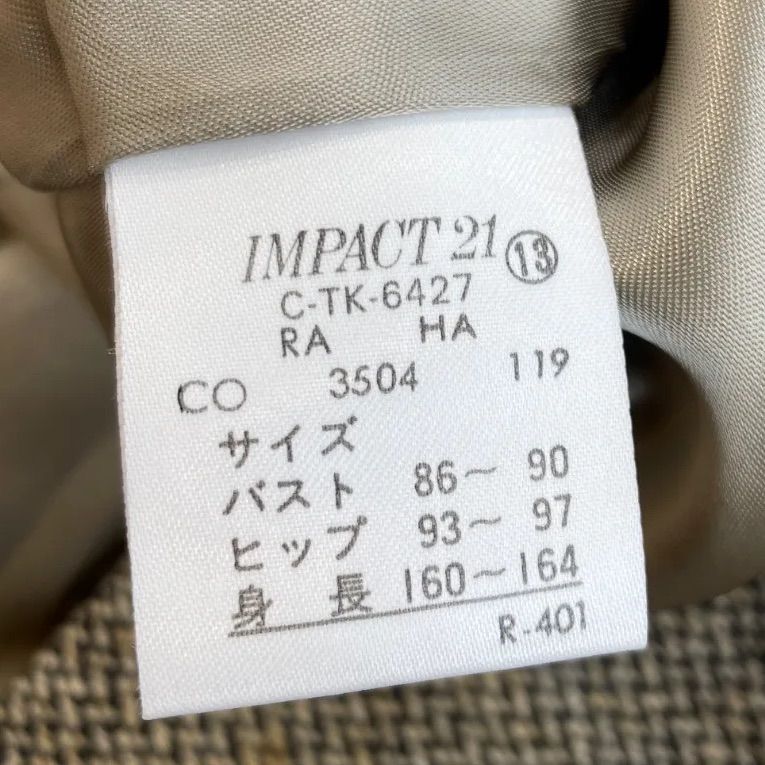 IMPACT 21 ⑬
C-TK-6427
RA HA
CO 3504 119
サイズ
バスト 86〜 90
ヒップ 93〜 97
身 長 160〜164
R-401